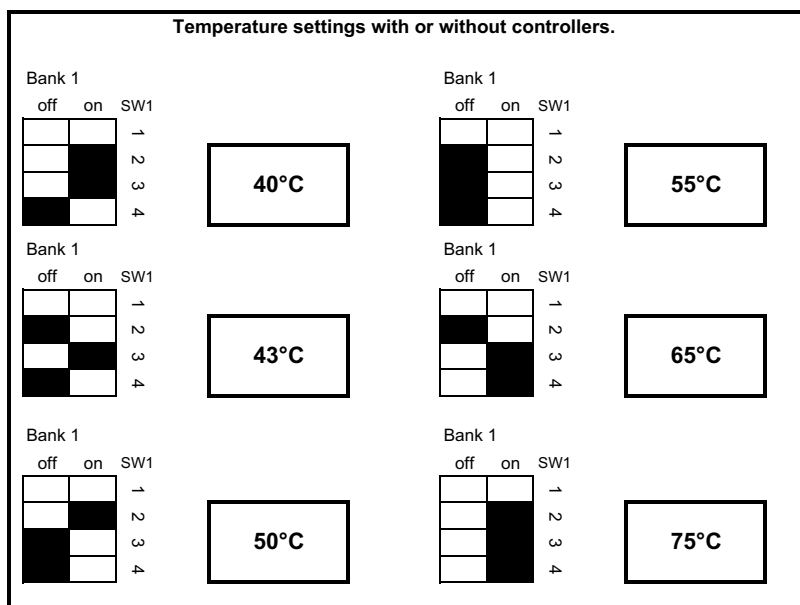 Temperature settings with or without controllers.
Bank 1
off on SW1
1
2
3
4
40°C
Bank 1
off on SW1
1
2
3
4
55°C
Bank 1
off on SW1
1
2
3
4
43°C
Bank 1
off on SW1
1
2
3
4
65°C
Bank 1
off on SW1
1
2
3
4
50°C
Bank 1
off on SW1
1
2
3
4
75°C